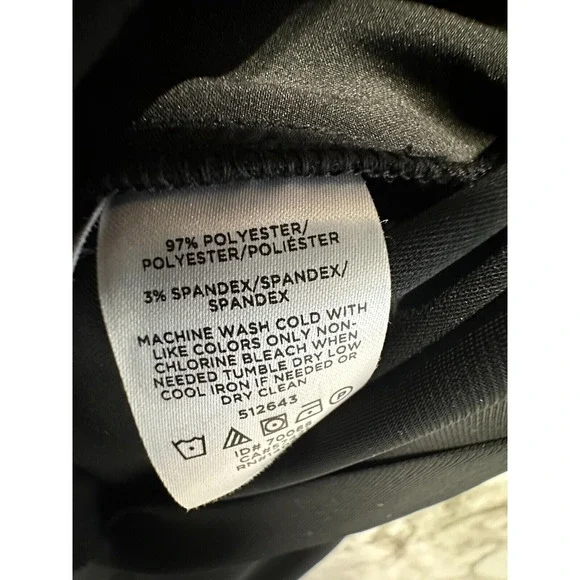 97% POLYESTER/
POLYESTER/POLIÉSTER
3% SPANDEX/SPANDEX/
SPANDEX
MACHINE WASH COLD WITH
LIKE COLORS ONLY NON-
CHLORINE BLEACH WHEN
NEEDED TUMBLE DRY LOW
COOL IRON IF NEEDED OR
DRY CLEAN
512643
P
ID#